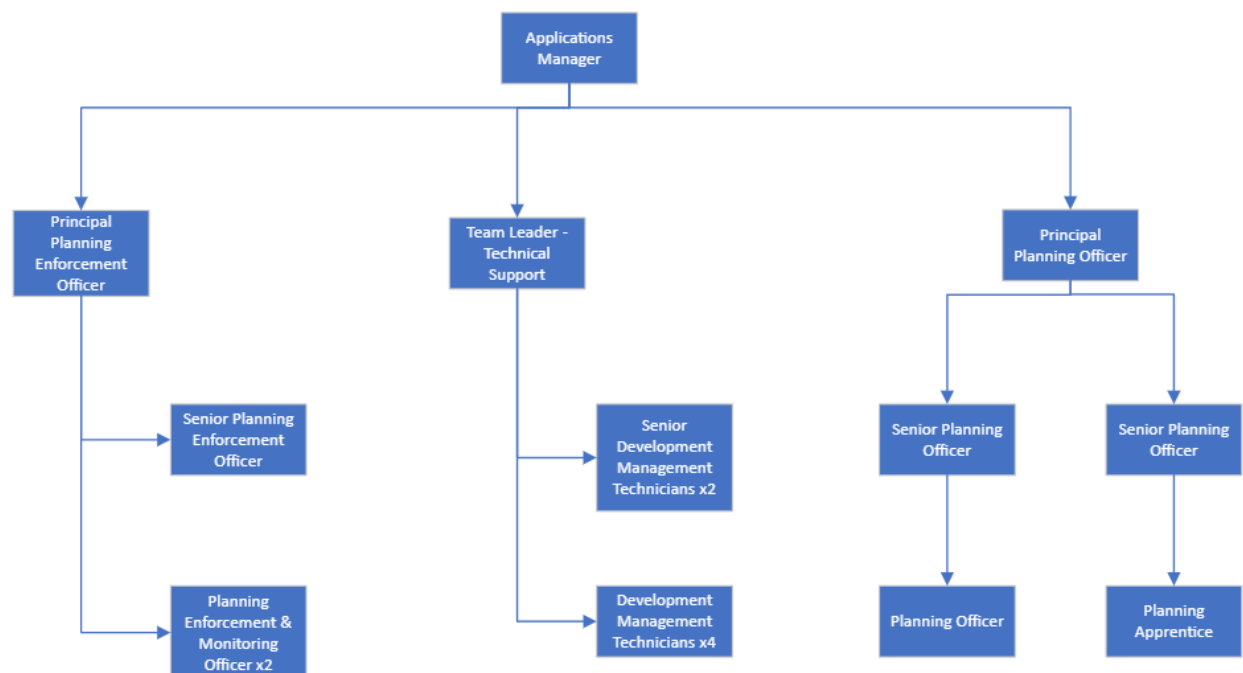 Applications
Manager
Principal
Planning
Enforcement
Officer
Team Leader -
Technical
Support
Principal
Planning Officer
Senior Planning
Enforcement
Officer
Senior
Development
Management
Technicians x2
Senior Planning
Officer
Senior Planning
Officer
Planning
Enforcement &
Monitoring
Officer x2
Development
Management
Technicians x4
Planning Officer
Planning
Apprentice